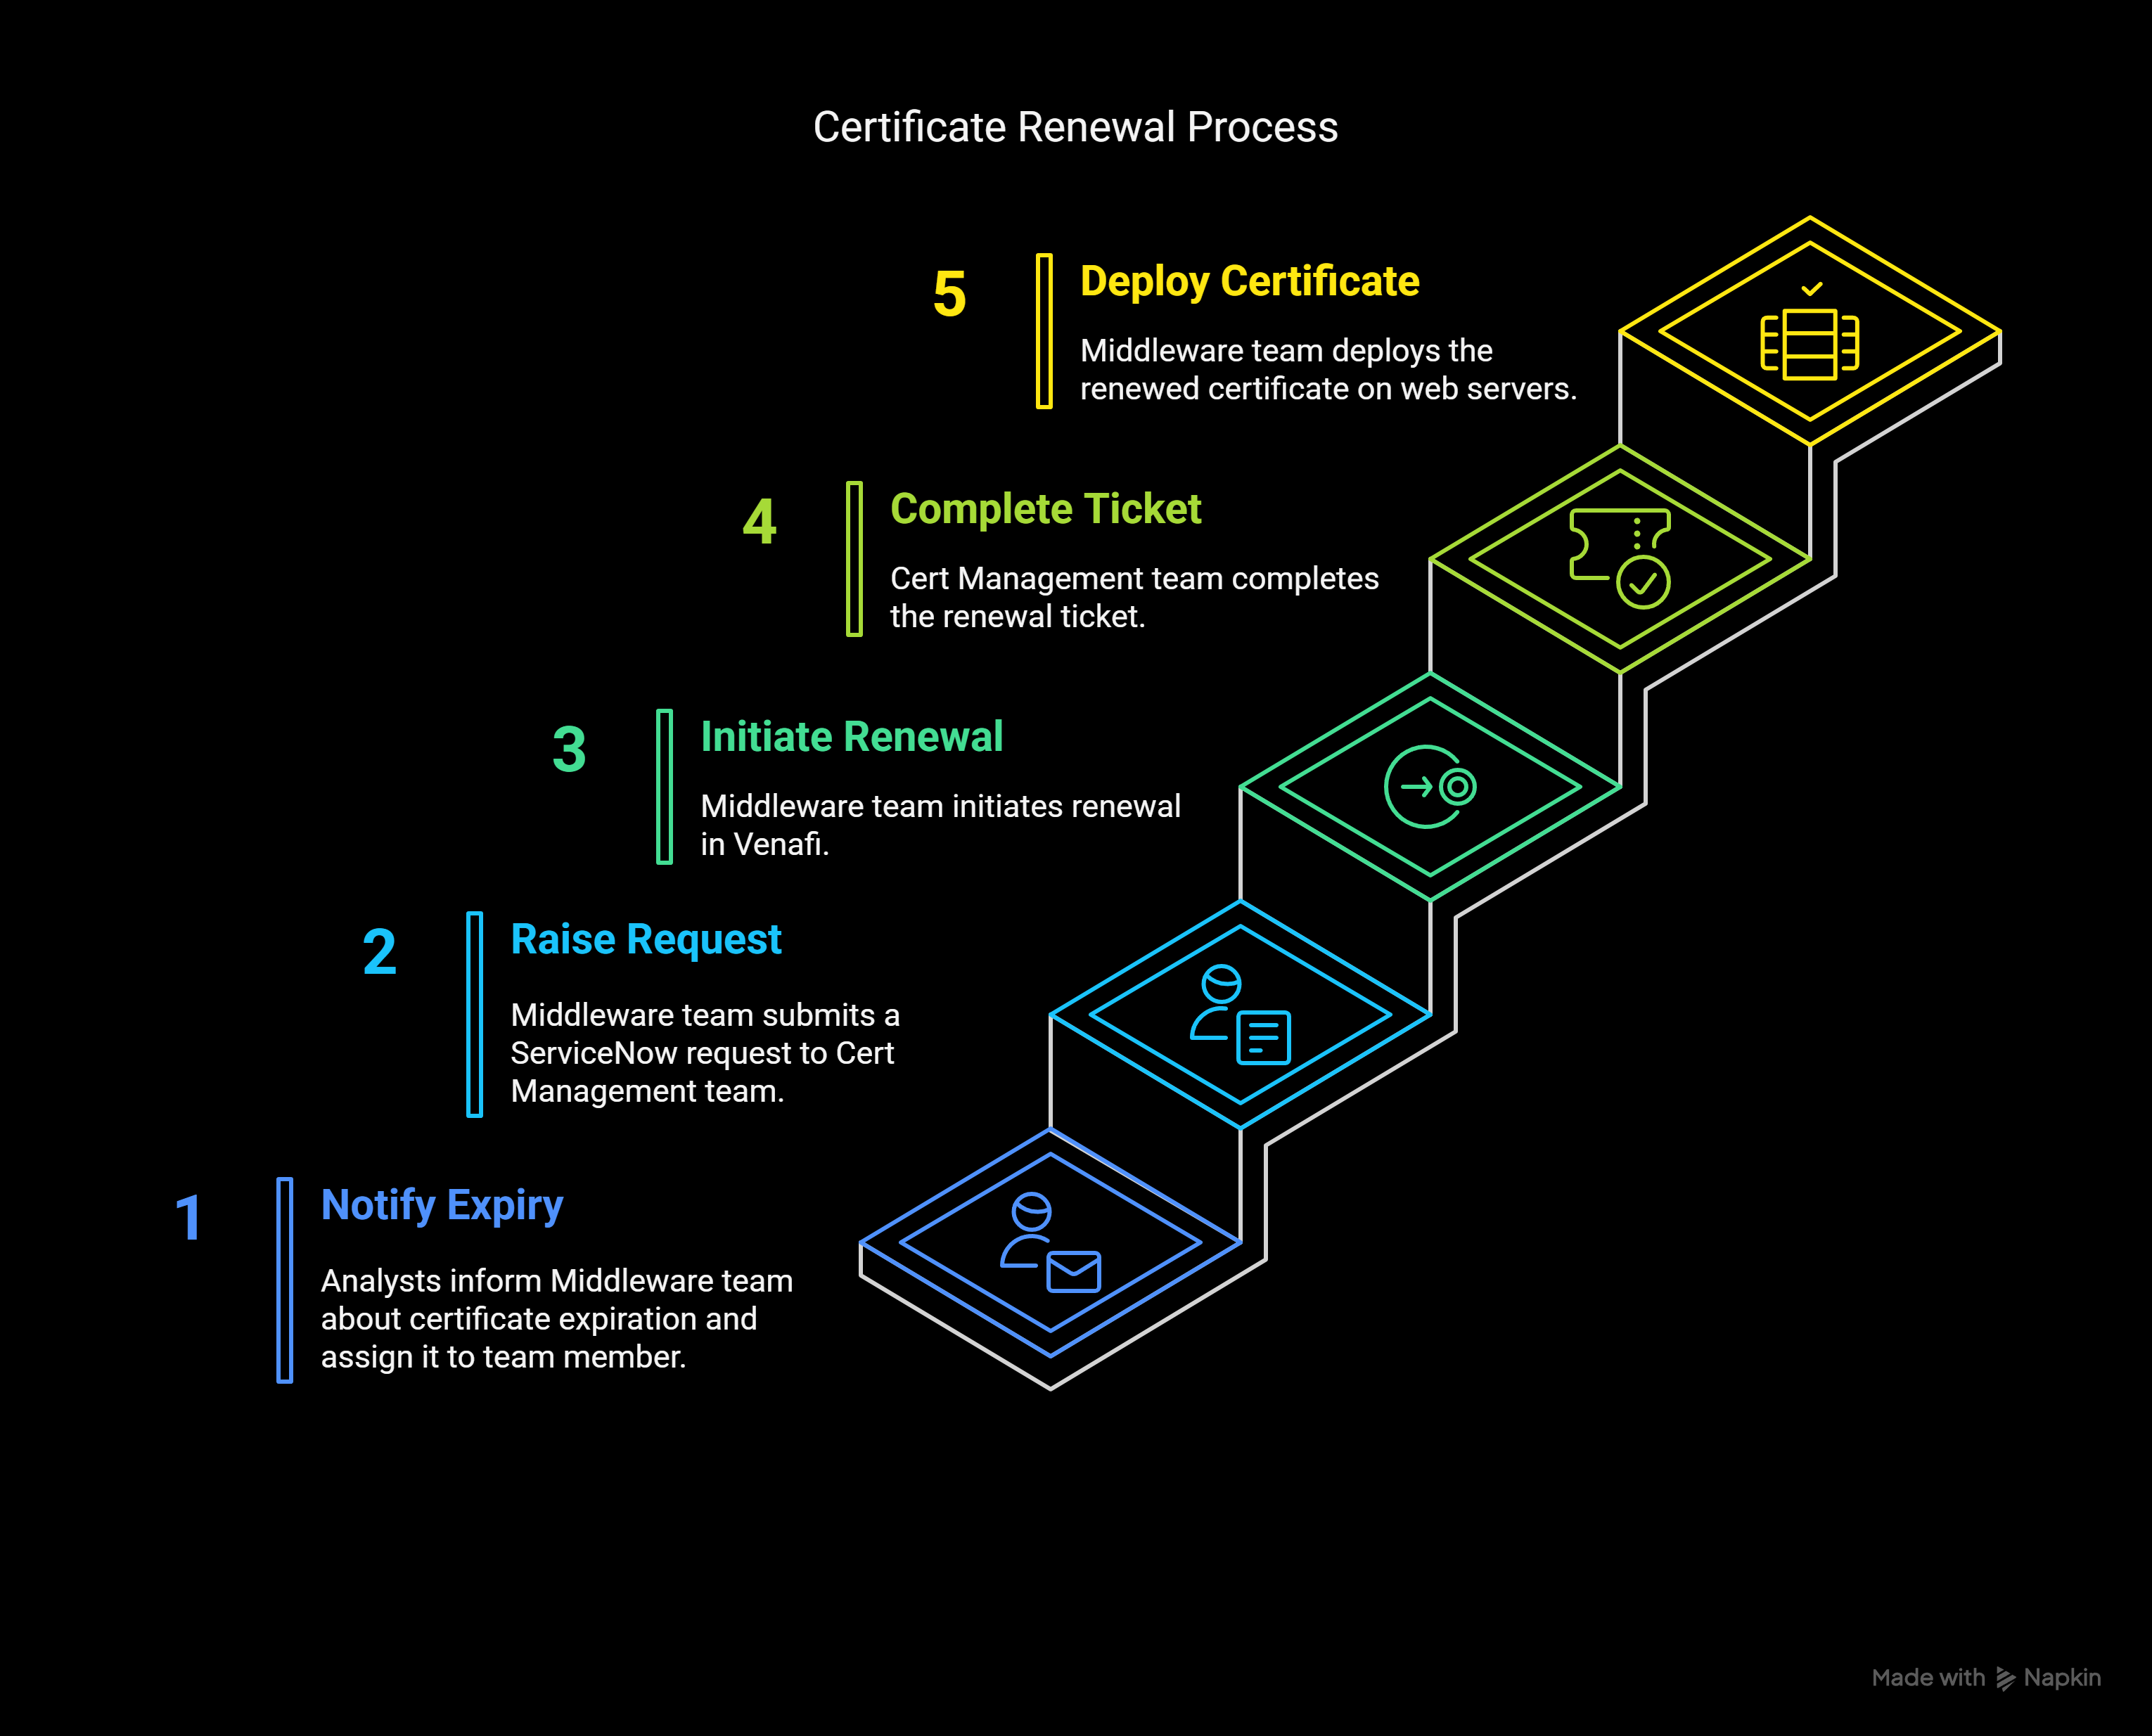 Certificate Renewal Process
5
Deploy Certificate
Middleware team deploys the
renewed certificate on web servers.
4
Complete Ticket
Cert Management team completes
the renewal ticket.
3
Initiate Renewal
Middleware team initiates renewal
in Venafi.
2
Raise Request
Middleware team submits a
ServiceNow request to Cert
Management team.
1
Notify Expiry
Analysts inform Middleware team
about certificate expiration and
assign it to team member.
Made with Napkin